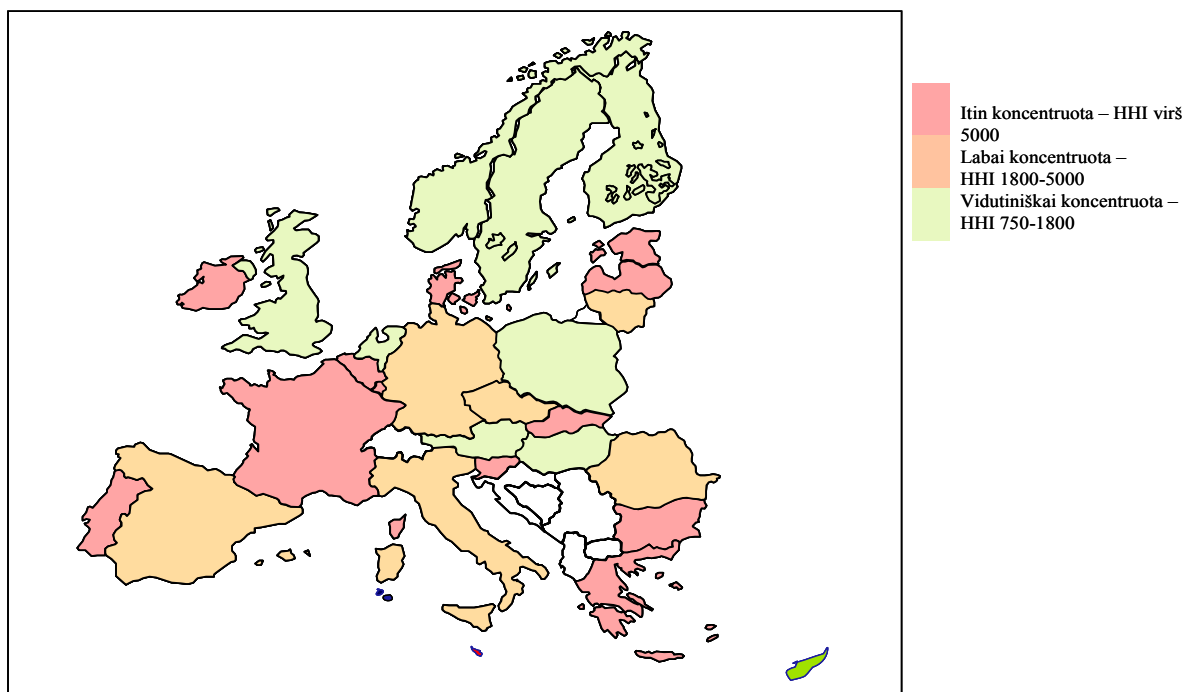 Itin koncentruota – HHI virš
5000
Labai koncentruota –
HHI 1800-5000
Vidutiniškai koncentruota –
HHI 750-1800